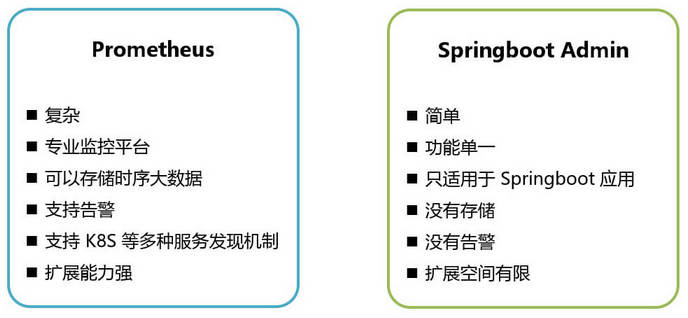 Prometheus
■ 复杂
■ 专业监控平台
■ 可以存储时序大数据
■ 支持告警
■ 支持 K8S 等多种服务发现机制
■ 扩展能力强
Springboot Admin
■ 简单
■ 功能单一
■ 只适用于 Springboot 应用
■ 没有存储
■ 没有告警
■ 扩展空间有限